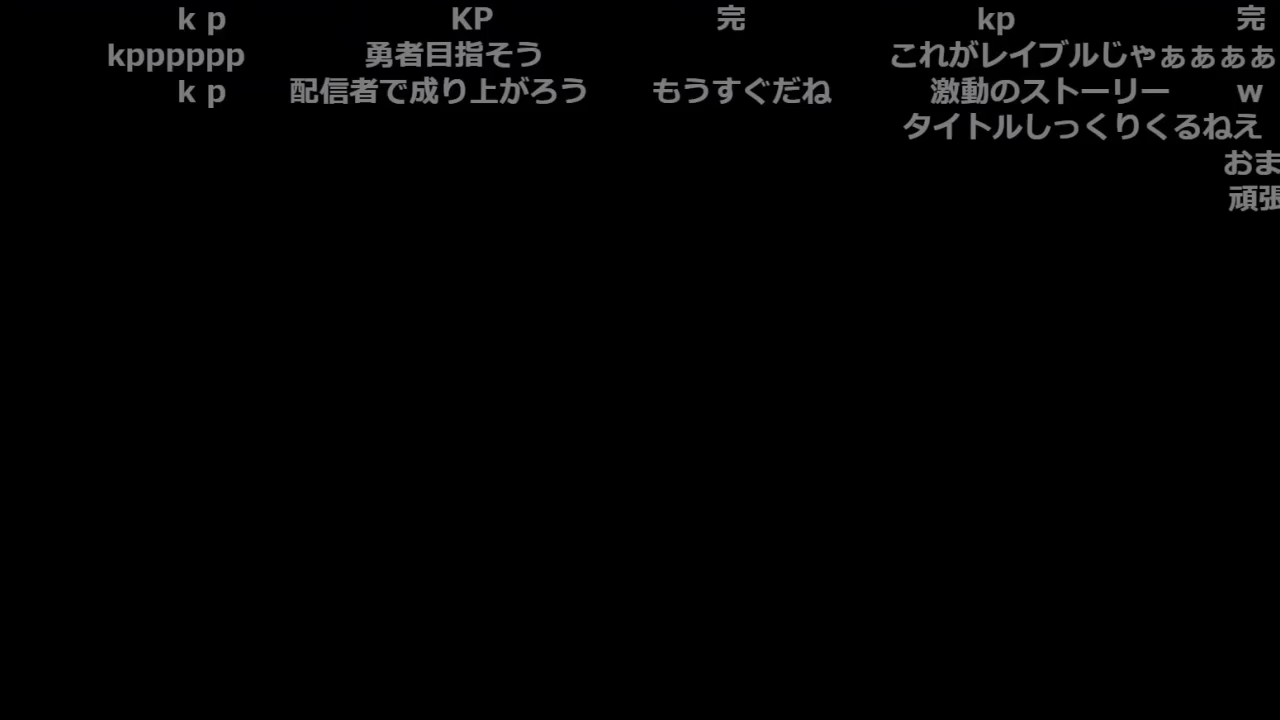 k p KP 完 kp 完
kpppppp 勇者目指そう これがレイブルじゃぁぁぁぁ
k p 配信者で成り上がろう もうすぐだね 激動のストーリー w
タイトルしっくりくるねえ
おま
頑張